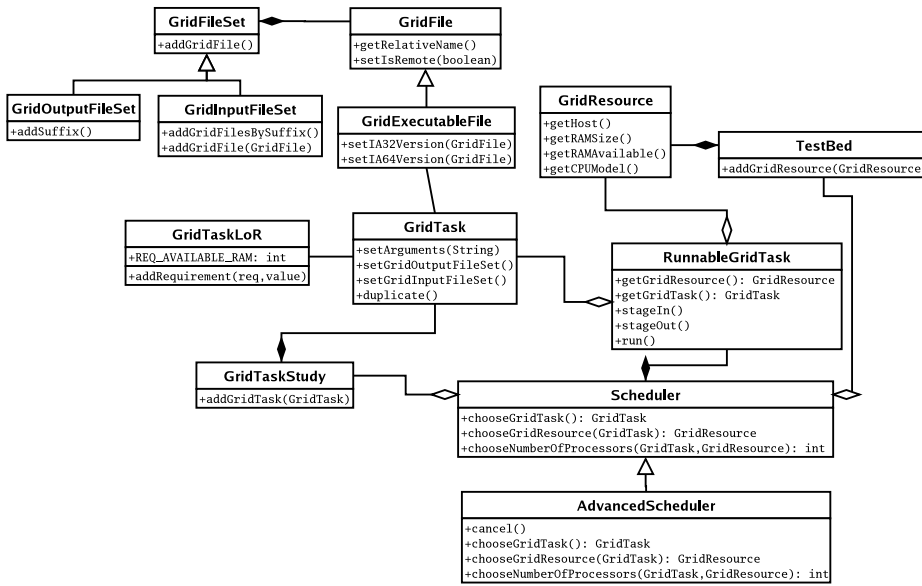 GridFileSet
+addGridFile()
GridFile
+getRelativeName()
+setIsRemote(boolean)
GridOutputFileSet
+addSuffix()
GridInputFileSet
+addGridFilesBySuffix()
+addGridFile(GridFile)
GridExecutableFile
+setIA32Version(GridFile)
+setIA64Version(GridFile)
GridResource
+getHost()
+getRAMSize()
+getRAMAvailable()
+getCPUModel()
TestBed
+addGridResource(GridResource
GridTaskLoR
+REQ_AVAILABLE_RAM: int
+addRequirement(req,value)
GridTask
+setArguments(String)
+setGridOutputFileSet()
+setGridInputFileSet()
+duplicate()
RunnableGridTask
+getGridResource(): GridResource
+getGridTask(): GridTask
+stageIn()
+stageOut()
+run()
GridTaskStudy
+addGridTask(GridTask)
Scheduler
+chooseGridTask(): GridTask
+chooseGridResource(GridTask): GridResource
+chooseNumberOfProcessors(GridTask,GridResource): int
AdvancedScheduler
+cancel()
+chooseGridTask(): GridTask
+chooseGridResource(GridTask): GridResource
+chooseNumberOfProcessors(GridTask,GridResource): int